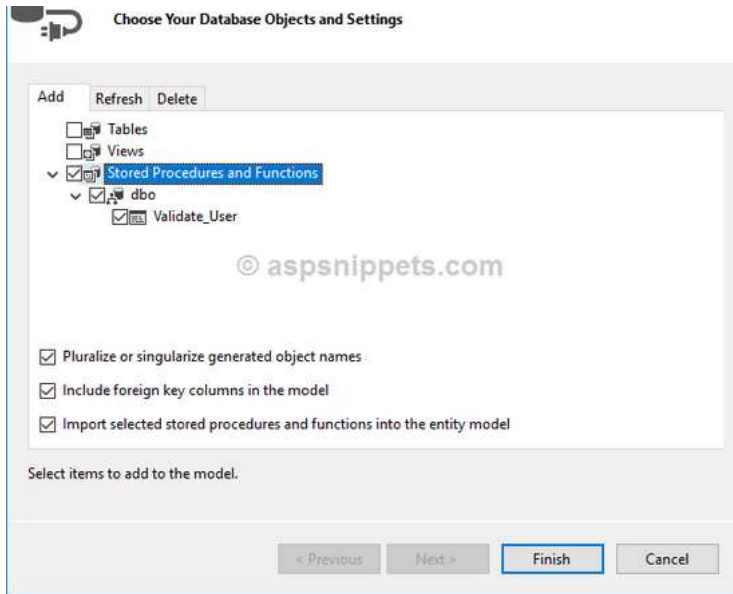 Choose Your Database Objects and Settings
Add Refresh Delete
Tables
Views
Stored Procedures and Functions
dbo
Validate_User
© aspsnippets.com
Pluralize or singularize generated object names
Include foreign key columns in the model
Import selected stored procedures and functions into the entity model
Select items to add to the model.
< Previous Next > Finish Cancel